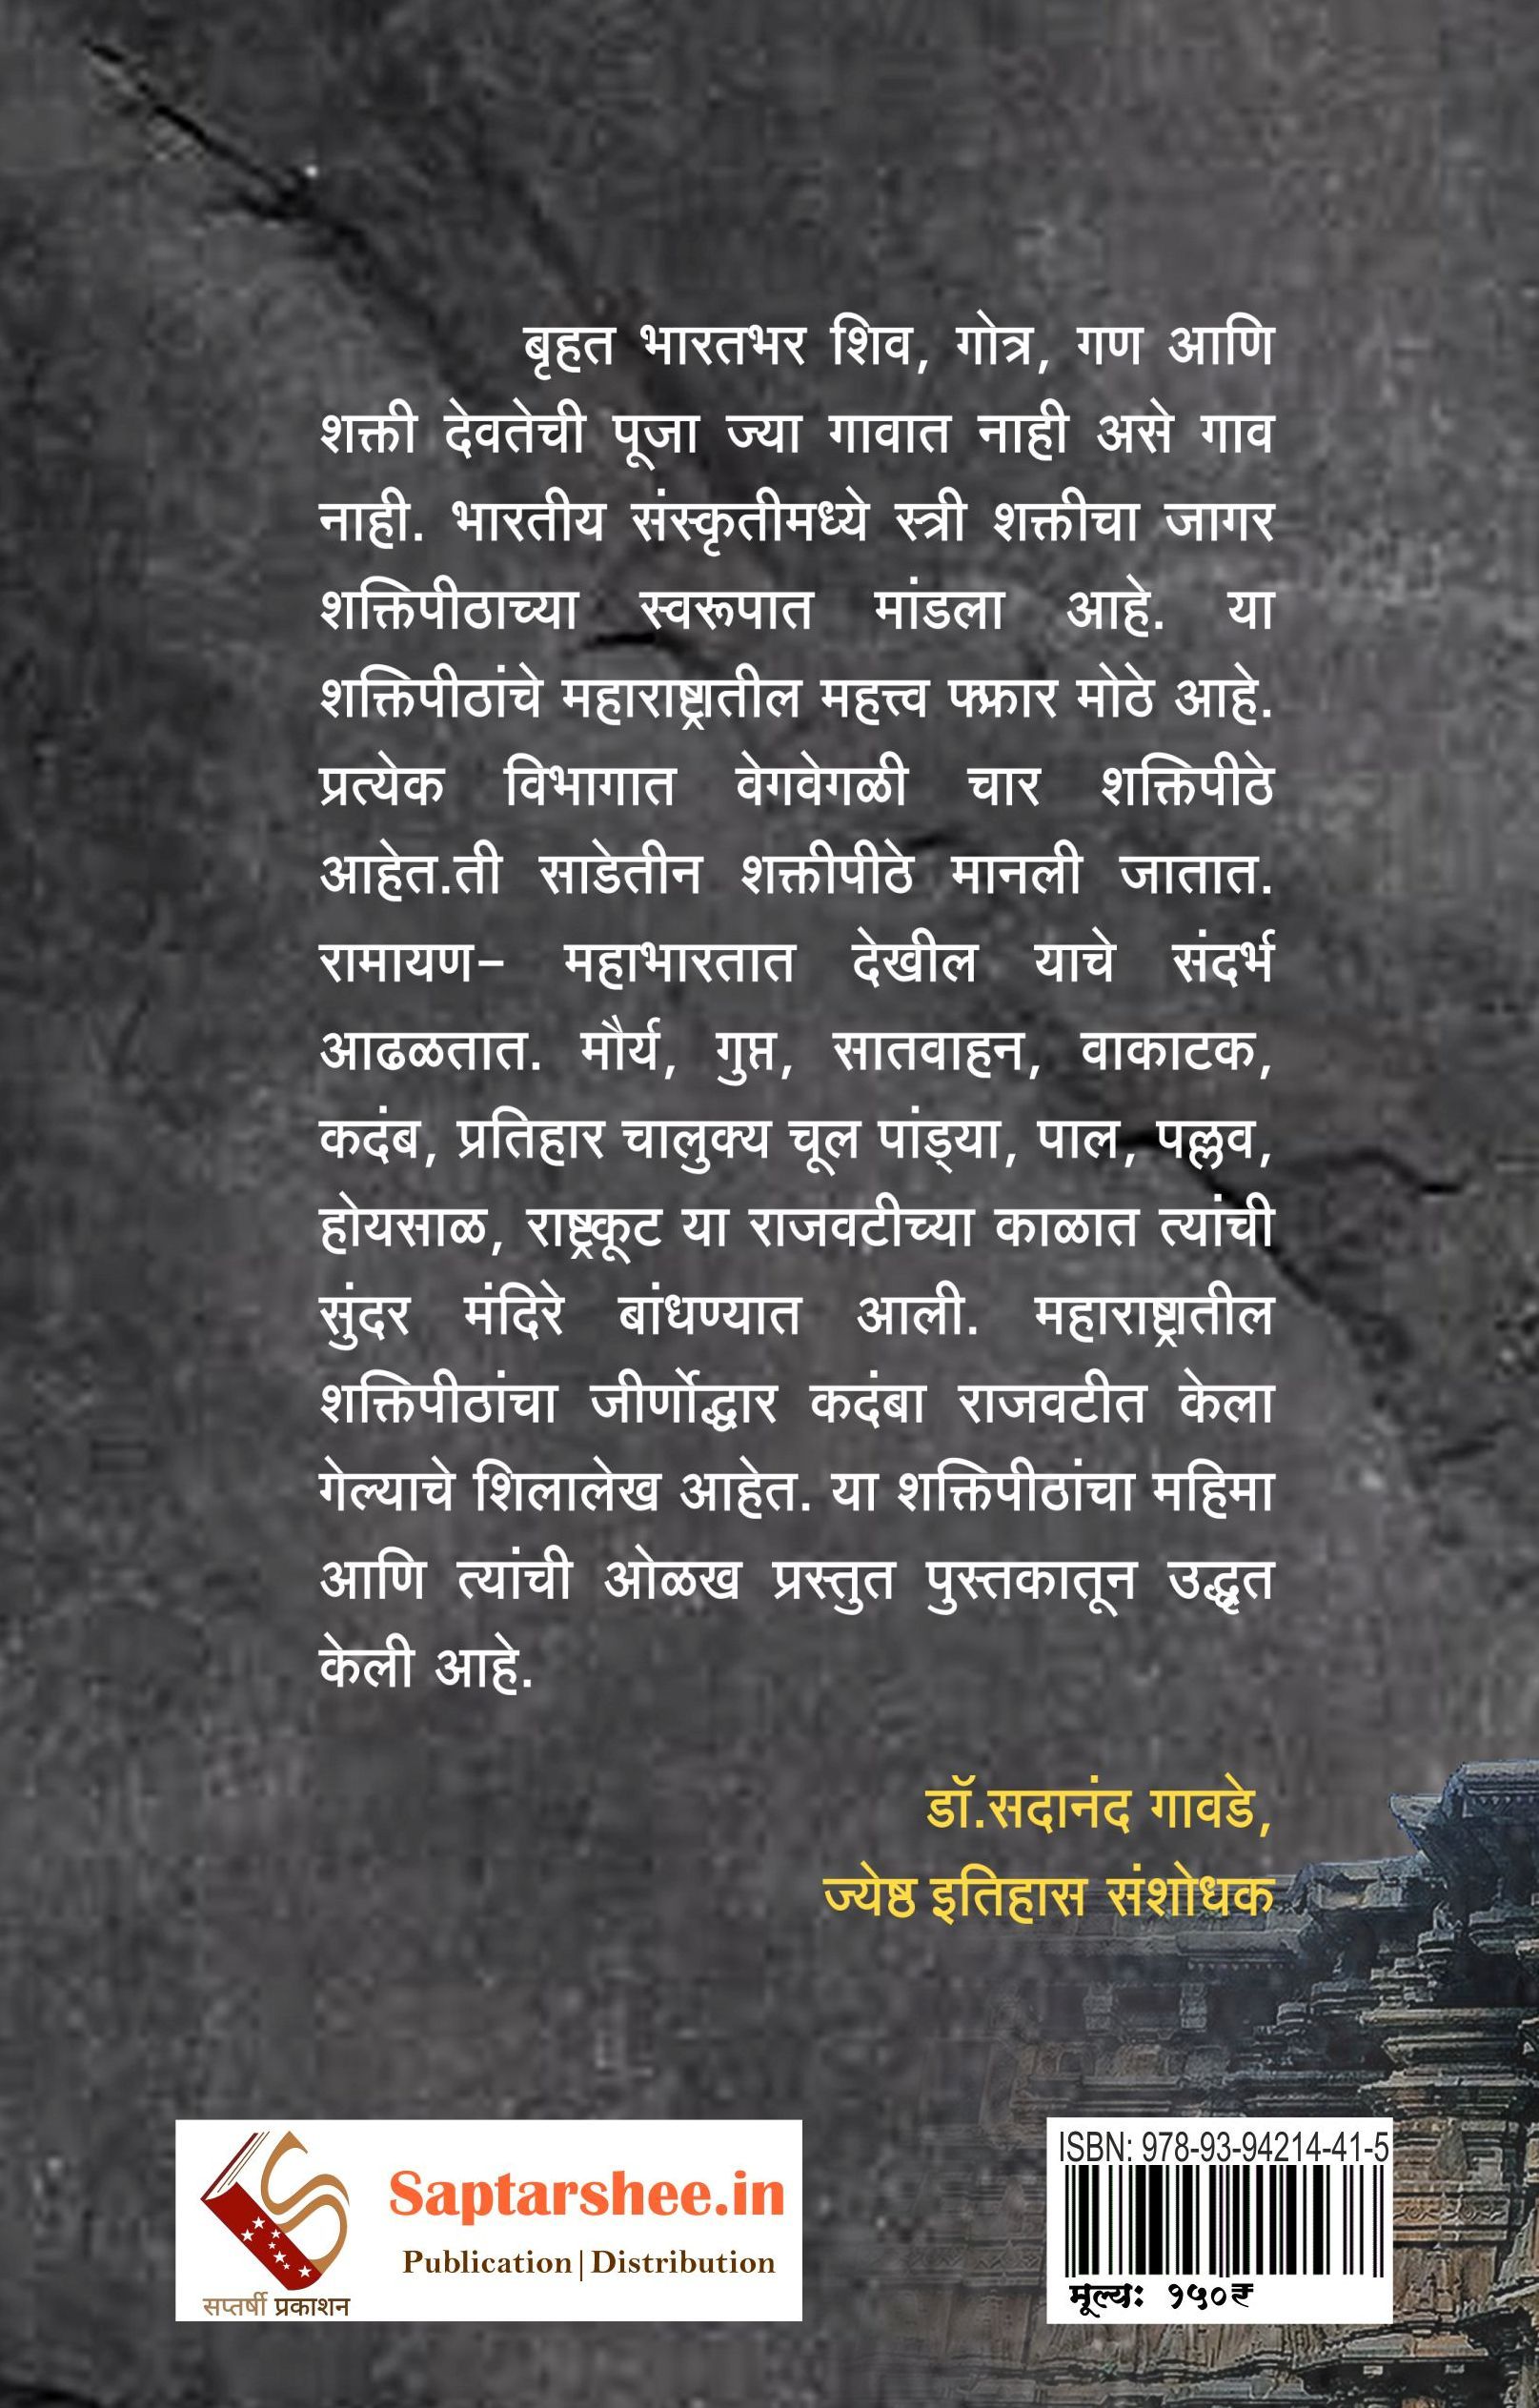 बृहत भारतभर शिव, गोत्र, गण आणि
शक्ती देवतेची पूजा ज्या गावात नाही असे गाव
नाही. भारतीय संस्कृतीमध्ये स्त्री शक्तीचा जागर
शक्तिपीठाच्या स्वरूपात मांडला आहे. या
शक्तिपीठांचे महाराष्ट्रातील महत्त्व फ्फार मोठे आहे.
प्रत्येक विभागात वेगवेगळी चार शक्तिपीठे
आहेत.ती साडेतीन शक्तीपीठे मानली जातात.
रामायण- महाभारतात देखील याचे संदर्भ
आढळतात. मौर्य, गुप्त, सातवाहन, वाकाटक,
कदंब, प्रतिहार चालुक्य चूल पांड्या, पाल, पल्लव,
होयसाळ, राष्ट्रकूट या राजवटीच्या काळात त्यांची
सुंदर मंदिरे बांधण्यात आली. महाराष्ट्रातील
शक्तिपीठांचा जीर्णोद्धार कदंबा राजवटीत केला
गेल्याचे शिलालेख आहेत. या शक्तिपीठांचा महिमा
आणि त्यांची ओळख प्रस्तुत पुस्तकातून उद्धृत
केली आहे.
डॉ.सदानंद गावडे,
ज्येष्ठ इतिहास संशोधक
Saptarshee.in
Publication|Distribution
सप्तर्षी प्रकाशन
ISBN: 978-93-94214-41-5
मूल्य: १५०₹